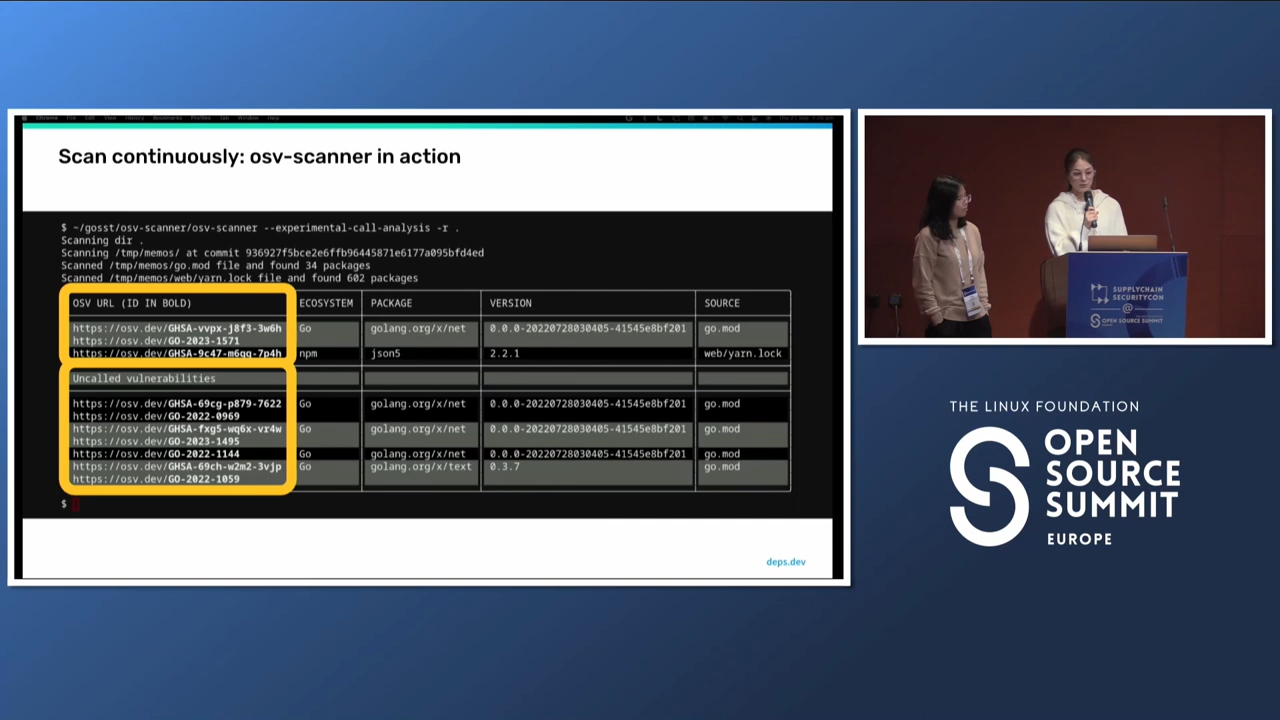 Chrome File Edit View History Bookmarks Profiles Tab Window Help
Scan continuously: osv-scanner in action
$ ~/gosst/osv-scanner/osv-scanner --experimental-call-analysis -r .
Scanning dir .
Scanning /tmp/memos/ at commit 936927f5bce2e6ffb96445871e6177a095bfd4ed
Scanned /tmp/memos/go.mod file and found 34 packages
Scanned /tmp/memos/web/yarn.lock file and found 602 packages
OSV URL (ID IN BOLD) ECOSYSTEM PACKAGE VERSION SOURCE
https://osv.dev/GHSA-vvpx-j8f3-3w6h Go golang.org/x/net 0.0.0-20220728030405-41545e8bf201 go.mod
https://osv.dev/GO-2023-1571
https://osv.dev/GHSA-9c47-m6qq-7p4h npm json5 2.2.1 web/yarn.lock
Uncalled vulnerabilities
https://osv.dev/GHSA-69cg-p879-7622 Go golang.org/x/net 0.0.0-20220728030405-41545e8bf201 go.mod
https://osv.dev/GO-2022-0969
https://osv.dev/GHSA-fxg5-wq6x-vr4w Go golang.org/x/net 0.0.0-20220728030405-41545e8bf201 go.mod
https://osv.dev/GO-2023-1495
https://osv.dev/GO-2022-1144 Go golang.org/x/net 0.0.0-20220728030405-41545e8bf201 go.mod
https://osv.dev/GHSA-69ch-w2m2-3vjp Go golang.org/x/text 0.3.7 go.mod
https://osv.dev/GO-2022-1059
$
deps.dev
SUPPLYCHAIN
SECURITYCON
@
OPEN SOURCE SUMMIT
THE LINUX FOUNDATION
OPEN
SOURCE
SUMMIT
EUROPE